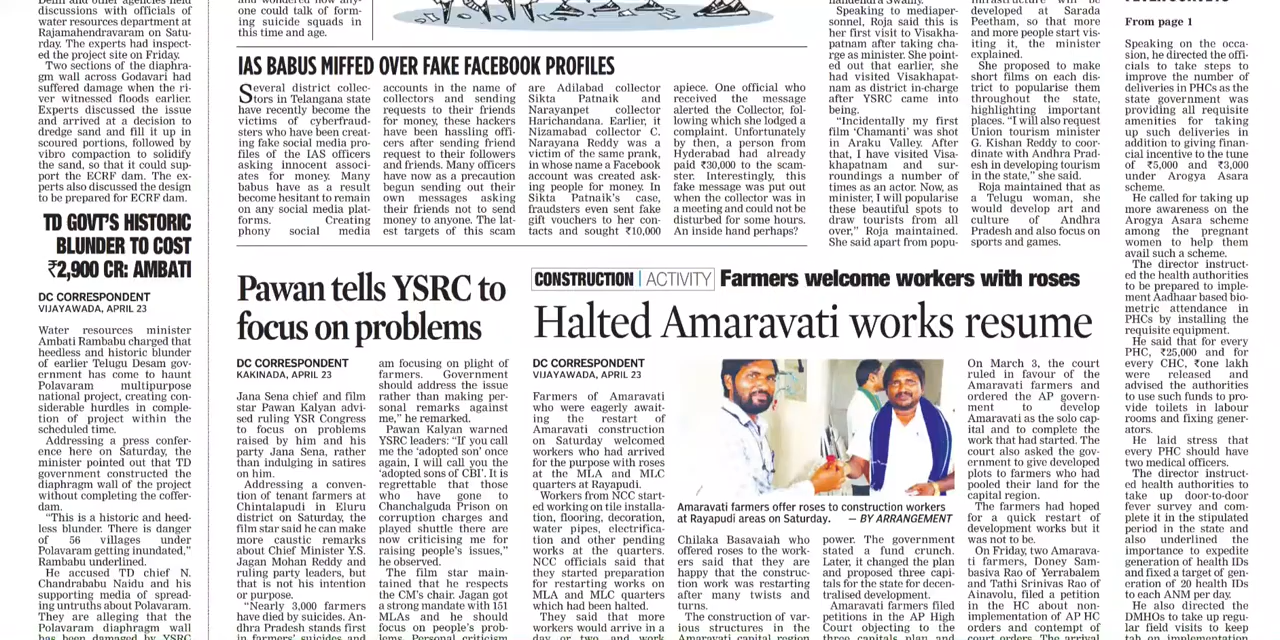 Delhi and other agencies held
discussions with officials of
water resources department at
Rajamahendravaram on Satu-
rday. The experts had inspect-
ed the project site on Friday.
Two sections of the diaphra-
gm wall across Godavari had
suffered damage when the ri-
ver witnessed floods earlier.
Experts discussed the issue
and arrived at a decision to
dredge sand and fill it up in
scoured portions, followed by
vibro compaction to solidify
the sand, so that it could sup-
port the ECRF dam. The ex-
perts also discussed the design
to be prepared for ECRF dam.
TD GOVT'S HISTORIC
BLUNDER TO COST
₹2,900 CR: AMBATI
DC CORRESPONDENT
VIJAYAWADA, APRIL 23
Water resources minister
Ambati Rambabu charged that
heedless and historic blunder
of earlier Telugu Desam gov-
ernment has come to haunt
Polavaram multipurpose
national project, creating con-
siderable hurdles in comple-
tion of project within the
scheduled time.
Addressing a press confer-
ence here on Saturday, the
minister pointed out that TD
government constructed the
diaphragm wall of the project
without completing the coffer-
dam.
"This is a historic and heed-
less blunder. There is danger
of 56 villages under
Polavaram getting inundated,"
Rambabu underlined.
He accused TD chief N.
Chandrababu Naidu and his
supporting media of spread-
ing untruths about Polavaram.
They are alleging that the
Polavaram diaphragm wall
has been damaged by YSRC
and wondered how any-
one could talk of form-
ing suicide squads in
this time and age.
IAS BABUS MIFFED OVER FAKE FACEBOOK PROFILES
Several district collec-
tors in Telangana state
have recently become the
victims of cyberfraud-
sters who have been creat-
ing fake social media pro-
files of the IAS officers
asking innocent associ-
ates for money. Many
babus have as a result
become hesitant to remain
on any social media plat-
forms. Creating
phony social media
accounts in the name of
collectors and sending
requests to their friends
for money, these hackers
have been hassling offi-
cers after sending friend
request to their followers
and friends. Many officers
have now as a precaution
begun sending out their
own messages asking
their friends not to send
money to anyone. The lat-
est targets of this scam
are Adilabad collector
Sikta Patnaik and
Narayanpet collector
Harichandana. Earlier, it
Nizamabad collector C.
Narayana Reddy was a
victim of the same prank,
in whose name a Facebook
account was created ask-
ing people for money. In
Sikta Patnaik's case,
fraudsters even sent fake
gift vouchers to her con-
tacts and sought ₹10,000
apiece. One official who
received the message
alerted the Collector, fol-
lowing which she lodged a
complaint. Unfortunately
by then, a person from
Hyderabad had already
paid ₹30,000 to the scam-
ster. Interestingly, this
fake message was put out
when the collector was in
a meeting and could not be
disturbed for some hours.
An inside hand perhaps?
Pawan tells YSRC to
focus on problems
DC CORRESPONDENT
KAKINADA, APRIL 23
Jana Sena chief and film
star Pawan Kalyan advi-
sed ruling YSR Congress
to focus on problems
raised by him and his
party Jana Sena, rather
than indulging in satires
on him.
Addressing a conven-
tion of tenant farmers at
Chintalapudi in Eluru
district on Saturday, the
film star said he can make
more caustic remarks
about Chief Minister Y.S.
Jagan Mohan Reddy and
ruling party leaders, but
that is not his intention
or purpose.
"Nearly 3,000 farmers
have died by suicides. An-
dhra Pradesh stands first
in farmers' suicides and
am focusing on plight of
farmers. Government
should address the issue
rather than making per-
sonal remarks against
me," he remarked.
Pawan Kalyan warned
YSRC leaders: "If you call
me the 'adopted son' once
again, I will call you the
'adopted sons of CBI'. It is
regrettable that those
who have gone to
Chanchalguda Prison on
corruption charges and
played shuttle there are
now criticising me for
raising people's issues,"
he observed.
The film star main-
tained that he respects
the CM's chair. Jagan got
a strong mandate with 151
MLAs and he should
focus on people's prob-
lems. Personal criticism
CONSTRUCTION | ACTIVITY Farmers welcome workers with roses
Halted Amaravati works resume
DC CORRESPONDENT
VIJAYAWADA, APRIL 23
Farmers of Amaravati
who were eagerly await-
ing the restart of
Amaravati construction
on Saturday welcomed
workers who had arrived
for the purpose with roses
at the MLA and MLC
quarters at Rayapudi.
Workers from NCC start-
ed working on tile installa-
tion, flooring, decoration,
water pipes, electrifica-
tion and other pending
works at the quarters.
NCC officials said that
they started preparation
for restarting works on
MLA and MLC quarters
which had been halted.
They said that more
workers would arrive in a
day or two and work
Amaravati farmers offer roses to construction workers
at Rayapudi areas on Saturday. — BY ARRANGEMENT
Chilaka Basavaiah who
offered roses to the work-
ers said that they are
happy that the construc-
tion work was restarting
after many twists and
turns.
The construction of var-
ious structures in the
Amaravati capital region
power. The government
stated a fund crunch.
Later, it changed the plan
and proposed three capi-
tals for the state for decen-
tralised development.
Amaravati farmers filed
petitions in the AP High
Court objecting to the
three capitals plan and
On March 3, the court
ruled in favour of the
Amaravati farmers and
ordered the AP govern-
ment to develop
Amaravati as the solo cap-
ital and to complete the
work that had started. The
court also asked the gov-
ernment to give developed
plots to farmers who had
pooled their land for the
capital region.
The farmers had hoped
for a quick restart of
development works but it
was not to be.
On Friday, two Amarava-
ti farmers, Doney Sam-
basiva Rao of Yerrabalem
and Tathi Srinivas Rao of
Ainavolu, filed a petition
in the HC about non-
implementation of AP HC
orders and contempt of
court orders. The arrival
Speaking to mediaper-
sonnel, Roja said this is
her first visit to Visakha-
patnam after taking cha-
rge as minister. She point-
ed out that earlier, she
had visited Visakhapat-
nam as district in-charge
after YSRC came into
being.
"Incidentally my first
film 'Chamanti' was shot
in Araku Valley. After
that, I have visited Visa-
khapatnam and sur-
roundings a number of
times as an actor. Now, as
minister, I will popularise
these beautiful spots to
draw tourists from all
over," Roja maintained.
She said apart from popu-
infrastructure will be
developed at Sarada
Peetham, so that more
and more people start vis-
iting it, the minister
explained.
She proposed to make
short films on each dis-
trict to popularise them
throughout the state,
highlighting important
places. "I will also request
Union tourism minister
G. Kishan Reddy to coor-
dinate with Andhra Prad-
esh in developing tourism
in the state," she said.
Roja maintained that as
a Telugu woman, she
would develop art and
culture of Andhra
Pradesh and also focus on
sports and games.
From page 1
Speaking on the occa-
sion, he directed the offi-
cials to take steps to
improve the number of
deliveries in PHCs as the
state government was
providing all requisite
amenities for taking
up such deliveries in
addition to giving finan-
cial incentive to the tune
of ₹5,000 and ₹3,000
under Arogya Asara
scheme.
He called for taking up
more awareness on the
Arogya Asara scheme
among the pregnant
women to help them
avail such a scheme.
The director instruct-
ed the health authorities
to be prepared to imple-
ment Aadhaar based bio-
metric attendance in
PHCs by installing the
requisite equipment.
He said that for every
PHC, ₹25,000 and for
every CHC, ₹one lakh
were released and
advised the authorities
to use such funds to pro-
vide toilets in labour
rooms and fixing gener-
ators.
He laid stress that
every PHC should have
two medical officers.
The director instruct-
ed health authorities to
take up door-to-door
fever survey and com-
plete it in the stipulated
period in the state and
also underlined the
importance to expedite
generation of health IDs
and fixed a target of gen-
eration of 20 health IDs
to each ANM per day.
He also directed the
DMHOs to take up regu-
lar field visits to keep
tab on implementation